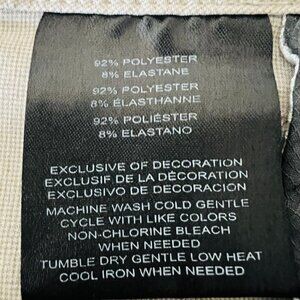 92% POLYESTER
8% ELASTANE
92% POLYESTER
8% ÉLASTHANNE
92% POLIÉSTER
8% ELASTANO
EXCLUSIVE OF DECORATION
EXCLUSIF DE LA DÉCORATION
EXCLUSIVO DE DECORACION
MACHINE WASH COLD GENTLE
CYCLE WITH LIKE COLORS
NON-CHLORINE BLEACH
WHEN NEEDED
TUMBLE DRY GENTLE LOW HEAT
COOL IRON WHEN NEEDED